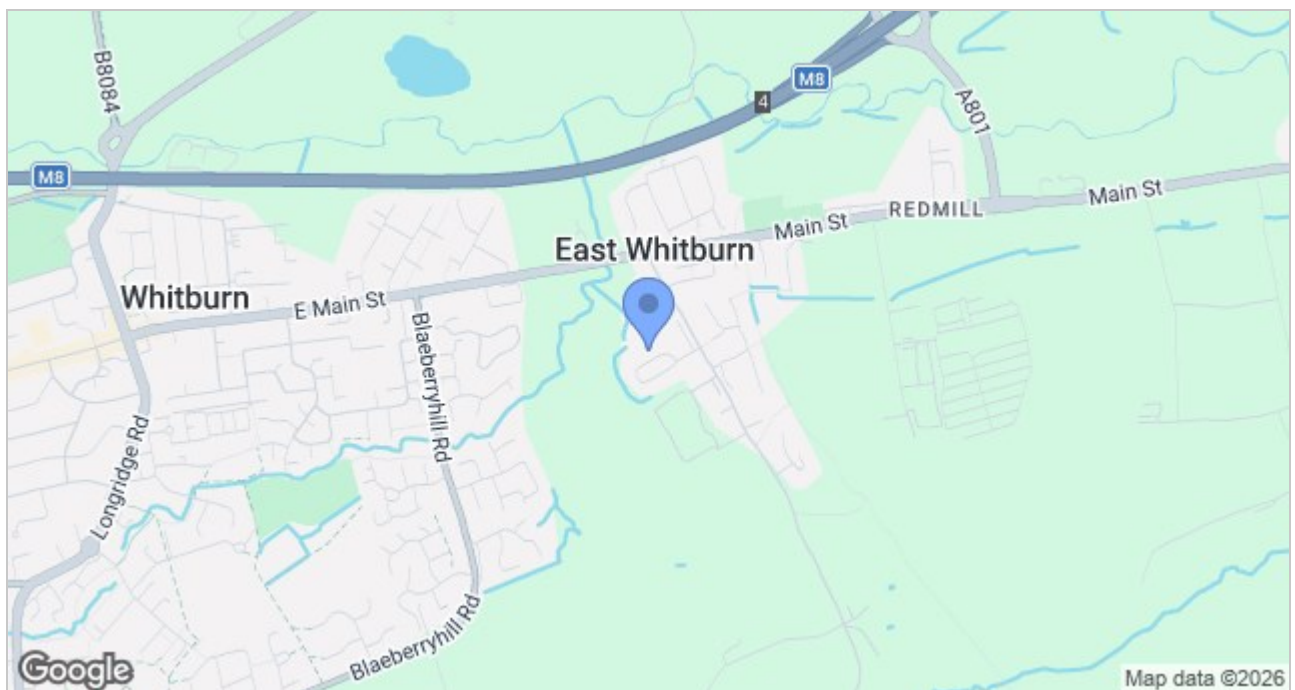 B8084
M8
4
M8
A801
Main St
REDMILL
Main St
East Whitburn
Whitburn
E Main St
Blaeberryhill Rd
Longridge Rd
Blaeberryhill Rd
Google
Map data ©2026